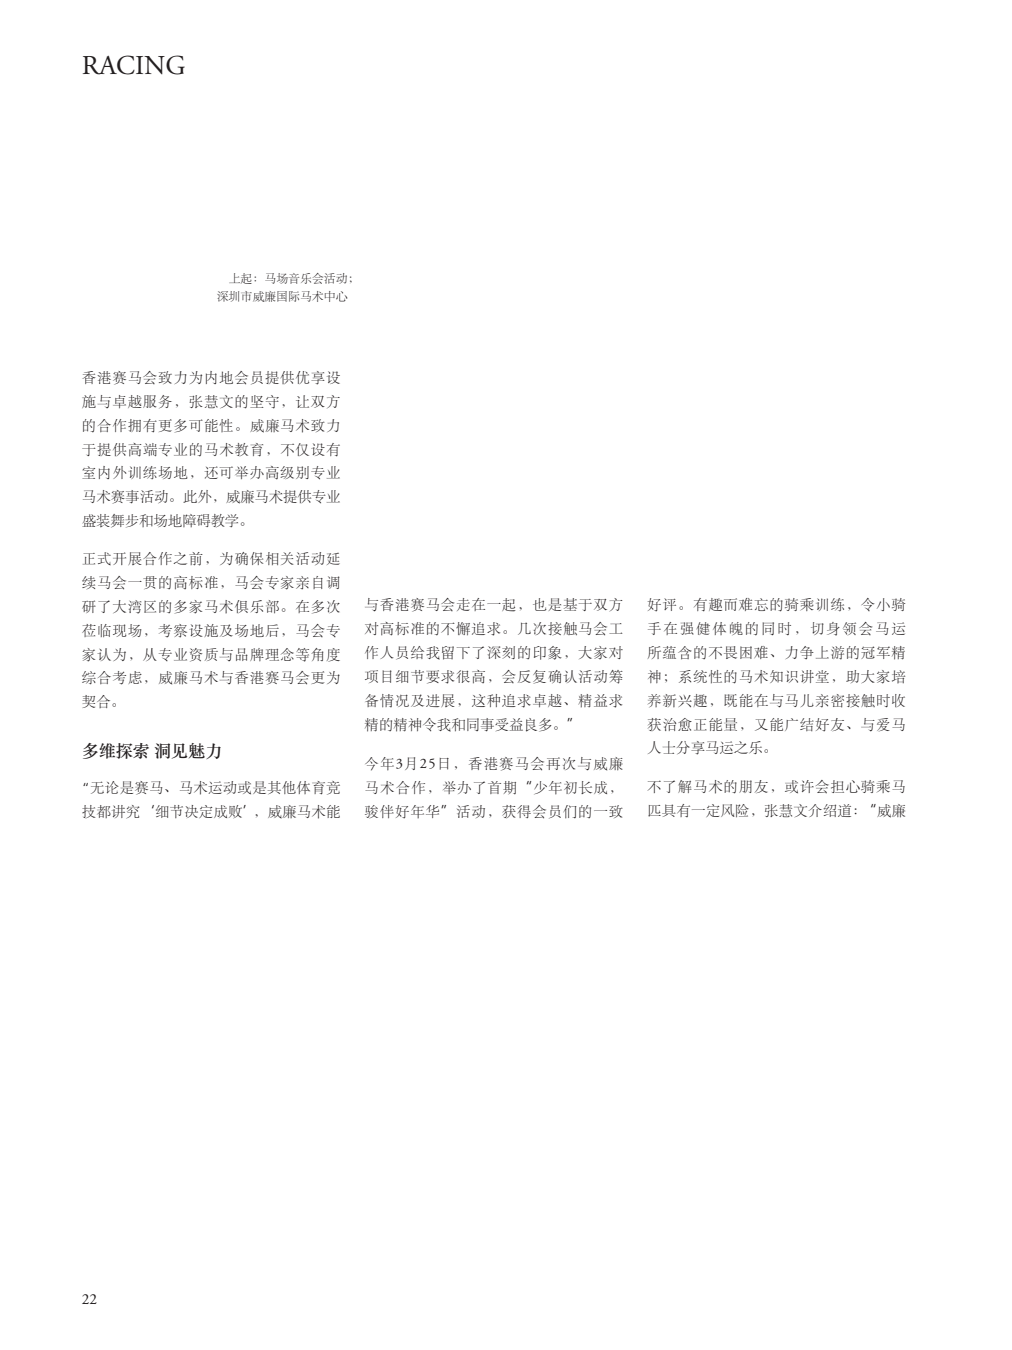 RACING
上起：马场音乐会活动；
深圳市威廉国际马术中心
香港赛马会致力为内地会员提供优享设
施与卓越服务，张慧文的坚守，让双方
的合作拥有更多可能性。威廉马术致力
于提供高端专业的马术教育，不仅设有
室内外训练场地，还可举办高级别专业
马术赛事活动。此外，威廉马术提供专业
盛装舞步和场地障碍教学。
正式开展合作之前，为确保相关活动延
续马会一贯的高标准，马会专家亲自调
研了大湾区的多家马术俱乐部。在多次
莅临现场，考察设施及场地后，马会专
家认为，从专业资质与品牌理念等角度
综合考虑，威廉马术与香港赛马会更为
契合。
多维探索 洞见魅力
“无论是赛马、马术运动或是其他体育竞
技都讲究‘细节决定成败’，威廉马术能
与香港赛马会走在一起，也是基于双方
对高标准的不懈追求。几次接触马会工
作人员给我留下了深刻的印象，大家对
项目细节要求很高，会反复确认活动筹
备情况及进展，这种追求卓越、精益求
精的精神令我和同事受益良多。”
今年3月25日，香港赛马会再次与威廉
马术合作，举办了首期“少年初长成，
骏伴好年华”活动，获得会员们的一致
好评。有趣而难忘的骑乘训练，令小骑
手在强健体魄的同时，切身领会马运
所蕴含的不畏困难、力争上游的冠军精
神；系统性的马术知识讲堂，助大家培
养新兴趣，既能在与马儿亲密接触时收
获治愈正能量，又能广结好友、与爱马
人士分享马运之乐。
不了解马术的朋友，或许会担心骑乘马
匹具有一定风险，张慧文介绍道：“威廉
22